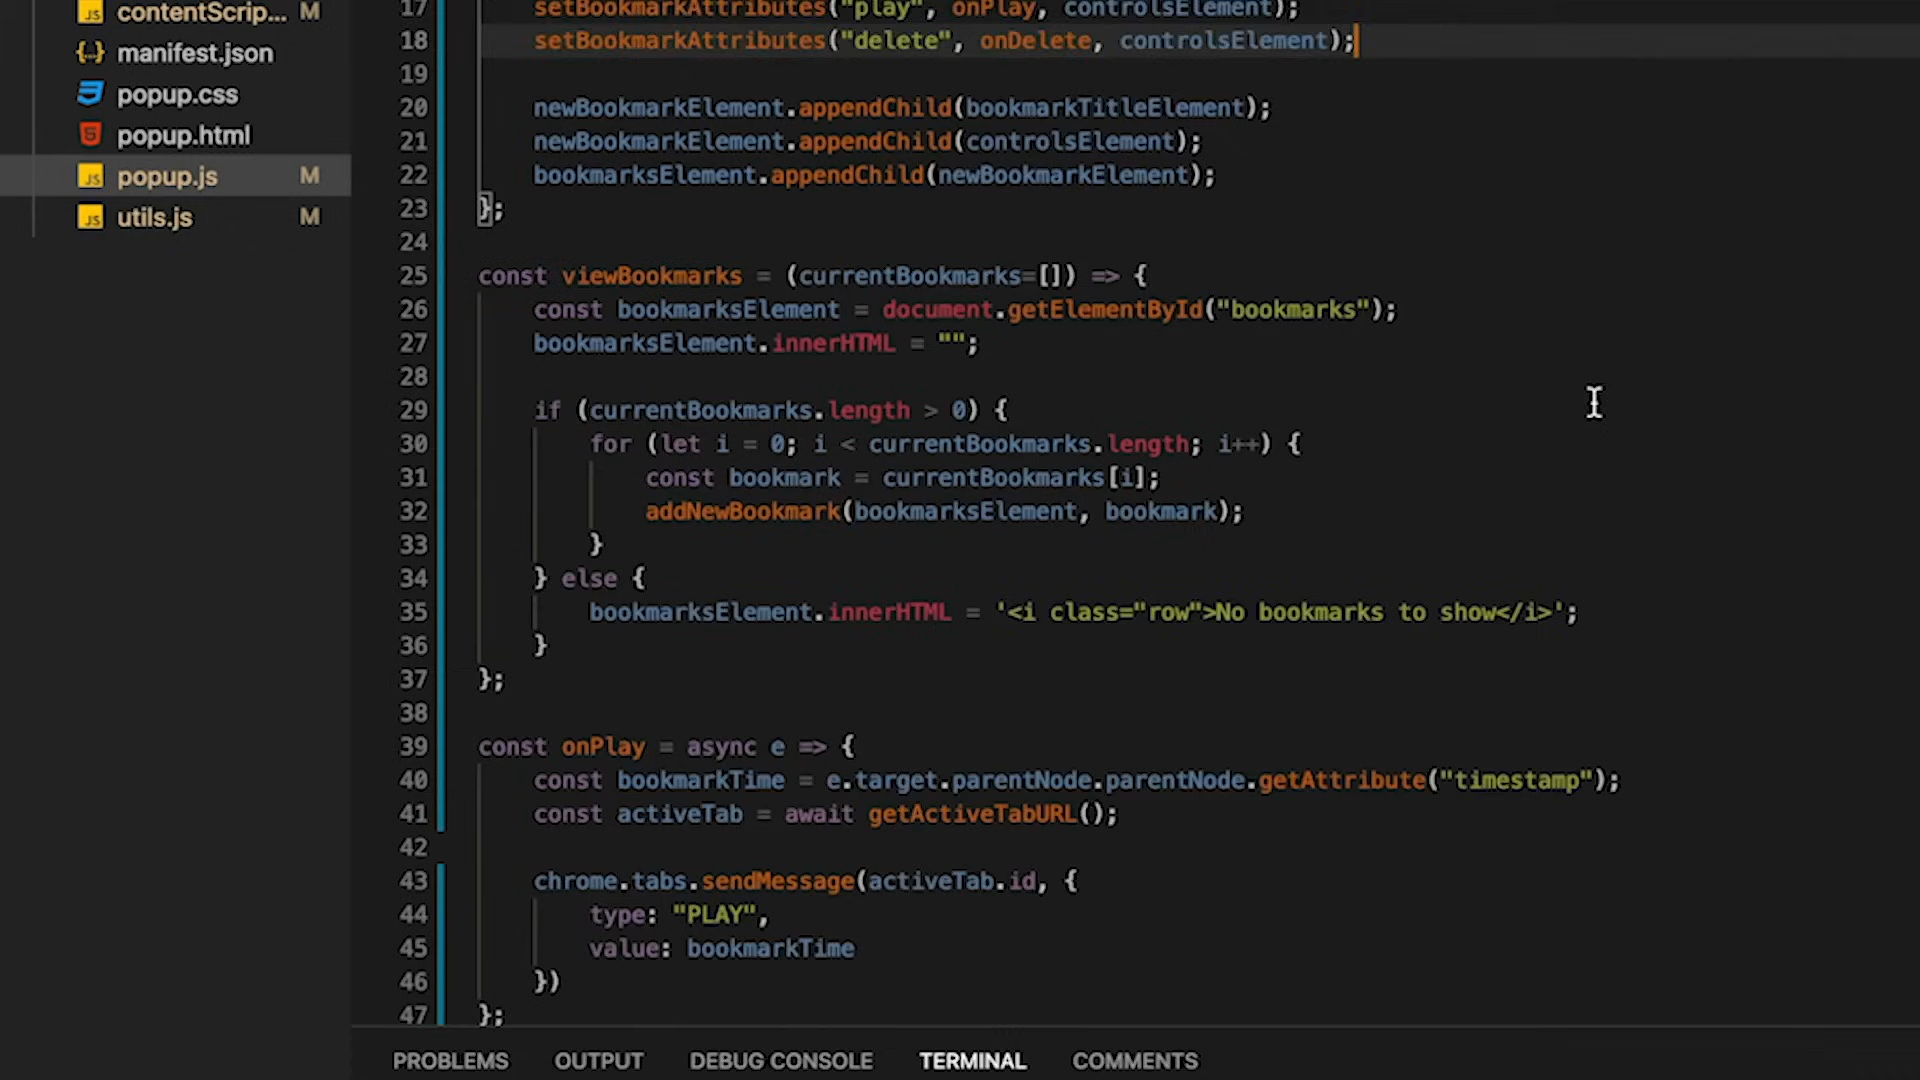 contentScrip... M
manifest.json
popup.css
popup.html
popup.js M
utils.js M
17 setBookmarkAttributes("play", onPlay, controlsElement);
18 setBookmarkAttributes("delete", onDelete, controlsElement);
19
20 newBookmarkElement.appendChild(bookmarkTitleElement);
21 newBookmarkElement.appendChild(controlsElement);
22 bookmarksElement.appendChild(newBookmarkElement);
23 };
24
25 const viewBookmarks = (currentBookmarks=[]) => {
26 const bookmarksElement = document.getElementById("bookmarks");
27 bookmarksElement.innerHTML = "";
28
29 if (currentBookmarks.length > 0) {
30 for (let i = 0; i < currentBookmarks.length; i++) {
31 const bookmark = currentBookmarks[i];
32 addNewBookmark(bookmarksElement, bookmark);
33 }
34 } else {
35 bookmarksElement.innerHTML = '<i class="row">No bookmarks to show</i>';
36 }
37 };
38
39 const onPlay = async e => {
40 const bookmarkTime = e.target.parentNode.parentNode.getAttribute("timestamp");
41 const activeTab = await getActiveTabURL();
42
43 chrome.tabs.sendMessage(activeTab.id, {
44 type: "PLAY",
45 value: bookmarkTime
46 })
47 };
PROBLEMS OUTPUT DEBUG CONSOLE TERMINAL COMMENTS